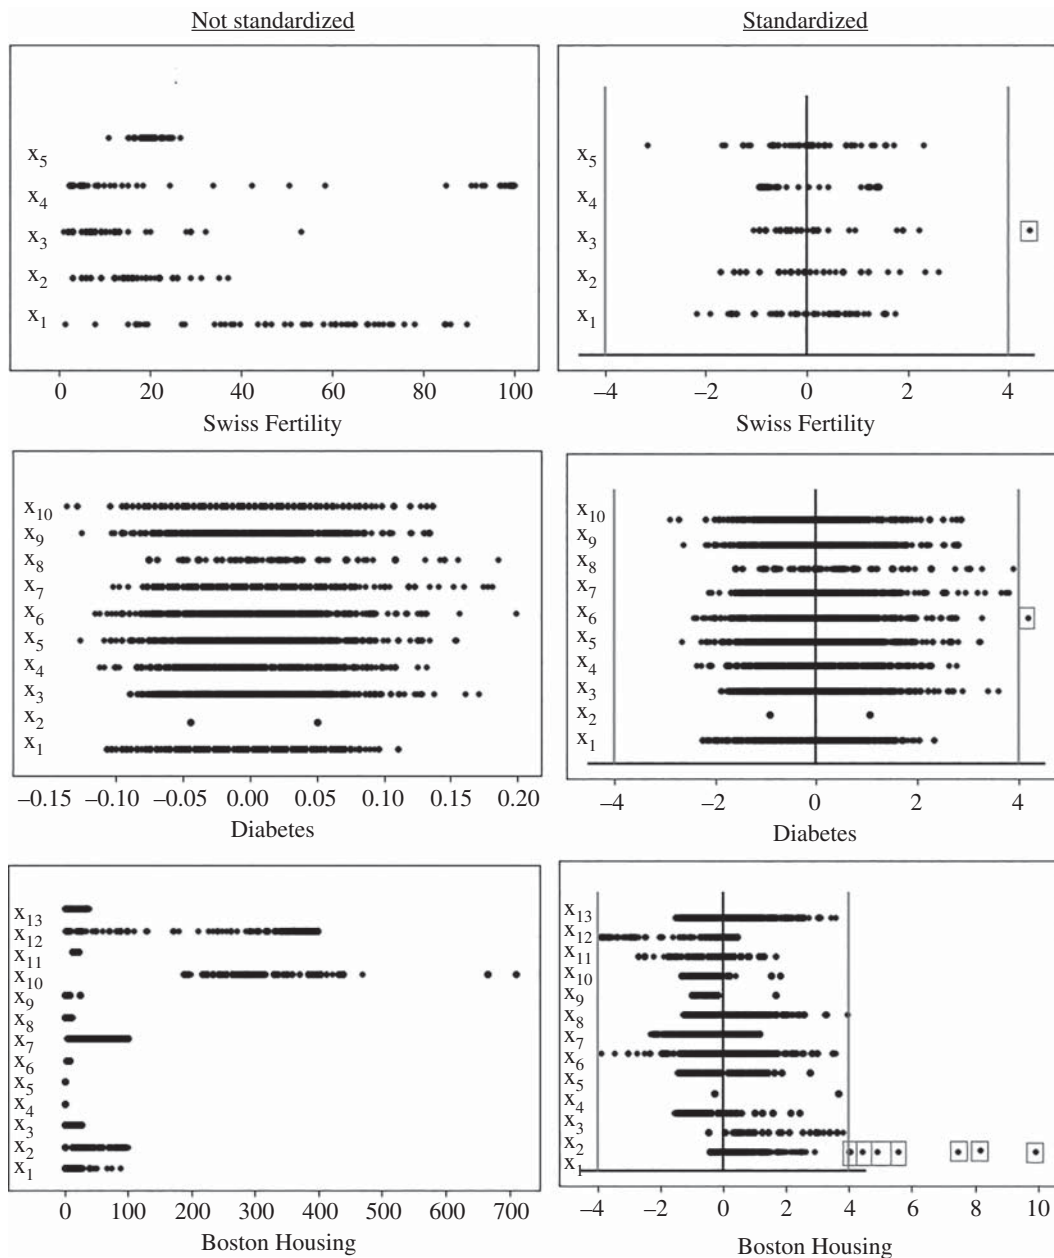 Not standardized
Standardized
x5
x4
x3
x2
x1
0 20 40 60 80 100
Swiss Fertility
x5
x4
x3
x2
x1
−4 −2 0 2 4
Swiss Fertility
x10
x9
x8
x7
x6
x5
x4
x3
x2
x1
−0.15 −0.10 −0.05 0.00 0.05 0.10 0.15 0.20
Diabetes
x10
x9
x8
x7
x6
x5
x4
x3
x2
x1
−4 −2 0 2 4
Diabetes
x13
x12
x11
x10
x9
x8
x7
x6
x5
x4
x3
x2
x1
0 100 200 300 400 500 600 700
Boston Housing
x13
x12
x11
x10
x9
x8
x7
x6
x5
x4
x3
x2
x1
−4 −2 0 2 4 6 8 10
Boston Housing